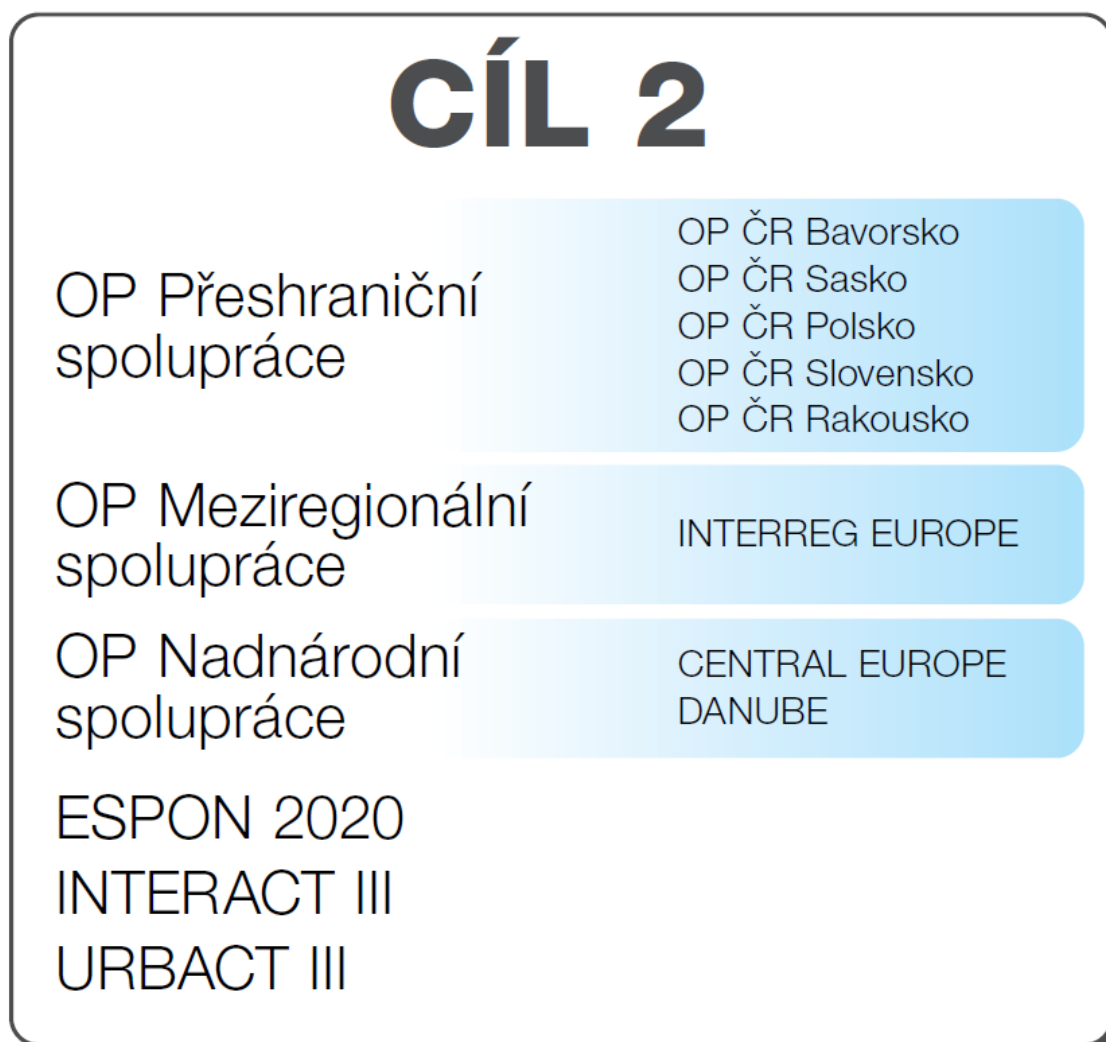 CÍL 2
OP Přeshraniční
spolupráce
OP ČR Bavorsko
OP ČR Sasko
OP ČR Polsko
OP ČR Slovensko
OP ČR Rakousko
OP Meziregionální
spolupráce
INTERREG EUROPE
OP Nadnárodní
spolupráce
CENTRAL EUROPE
DANUBE
ESPON 2020
INTERACT III
URBACT III